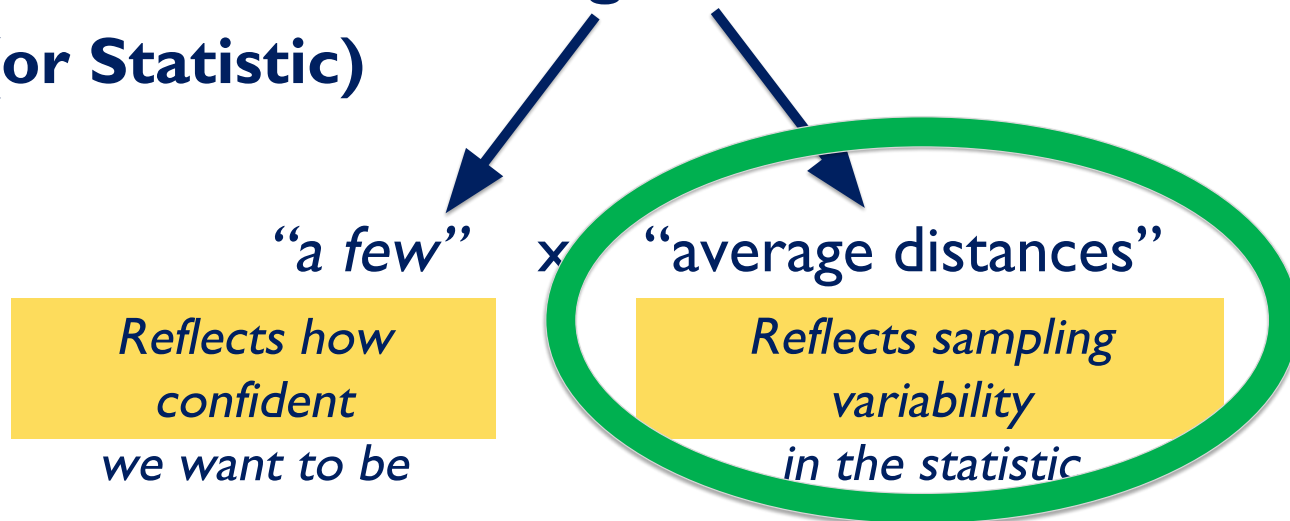 or Statistic)
“a few” x “average distances”
Reflects how
confident
we want to be
Reflects sampling
variability
in the statistic